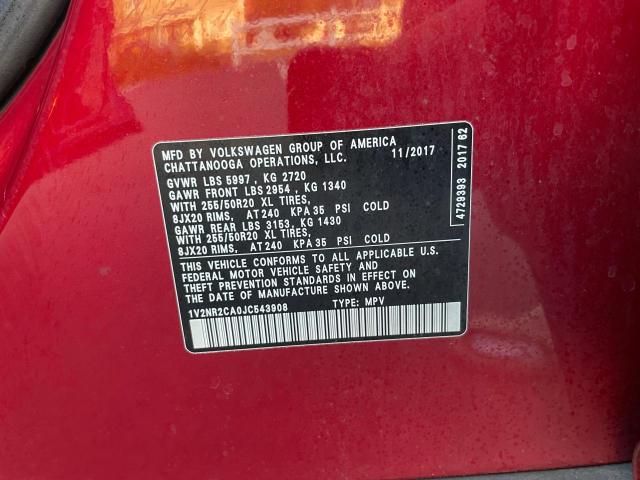 MFD BY VOLKSWAGEN GROUP OF AMERICA
CHATTANOOGA OPERATIONS, LLC. 11/2017
GVWR LBS 5997 , KG 2720
GAWR FRONT LBS 2954 , KG 1340
WITH 255/50R20 XL TIRES,
8JX20 RIMS, AT 240 KPA 35 PSI COLD
GAWR REAR LBS 3153, KG 1430
WITH 255/50R20 XL TIRES,
8JX20 RIMS, AT 240 KPA 35 PSI COLD
THIS VEHICLE CONFORMS TO ALL APPLICABLE U.S.
FEDERAL MOTOR VEHICLE SAFETY AND
THEFT PREVENTION STANDARDS IN EFFECT ON
THE DATE OF MANUFACTURE SHOWN ABOVE
1V2NR2CA0JC543908 TYPE: MPV
4729393 2017 62